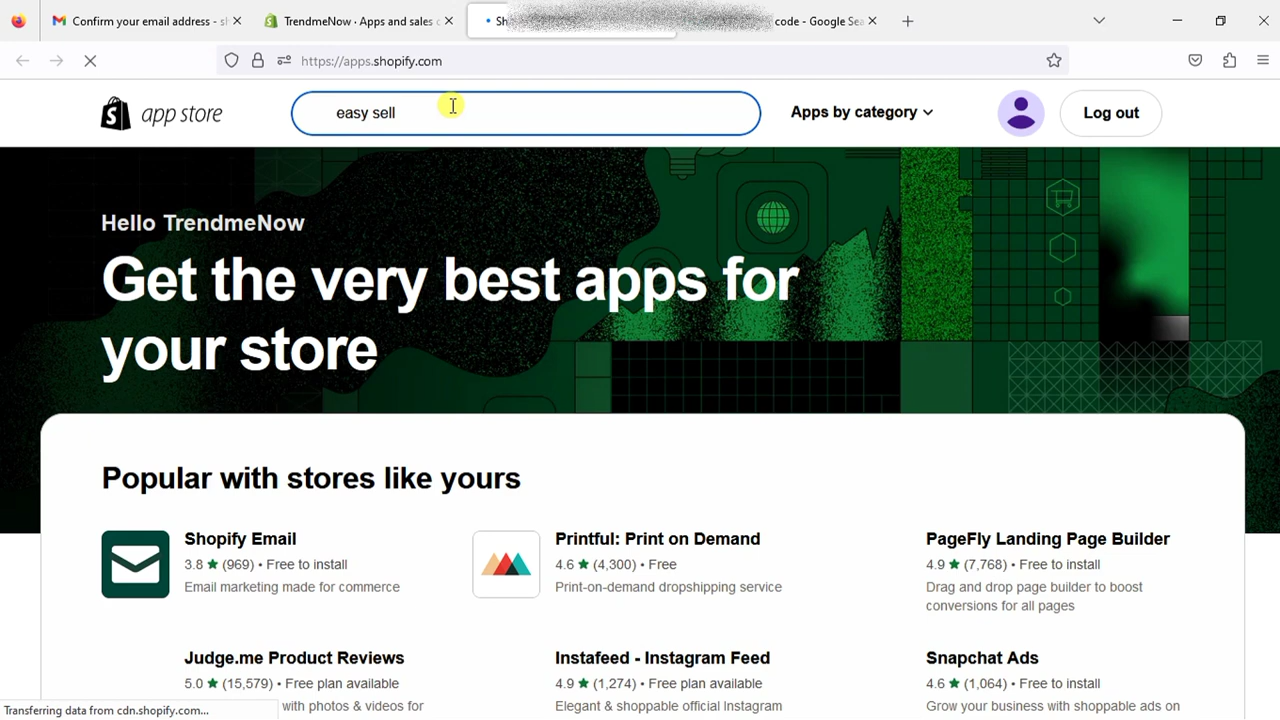 Confirm your email address - s
TrendmeNow · Apps and sales c
Sh
code - Google Sea
https://apps.shopify.com
app store
easy sell
Apps by category
Log out
Hello TrendmeNow
Get the very best apps for
your store
Popular with stores like yours
Shopify Email
3.8 ★ (969) • Free to install
Email marketing made for commerce
Printful: Print on Demand
4.6 ★ (4,300) • Free
Print-on-demand dropshipping service
PageFly Landing Page Builder
4.9 ★ (7,768) • Free to install
Drag and drop page builder to boost
conversions for all pages
Judge.me Product Reviews
5.0 ★ (15,579) • Free plan available
with photos & videos for
Instafeed - Instagram Feed
4.9 ★ (1,274) • Free plan available
Elegant & shoppable official Instagram
Snapchat Ads
4.6 ★ (1,064) • Free to install
Grow your business with shoppable ads on
Transferring data from cdn.shopify.com...